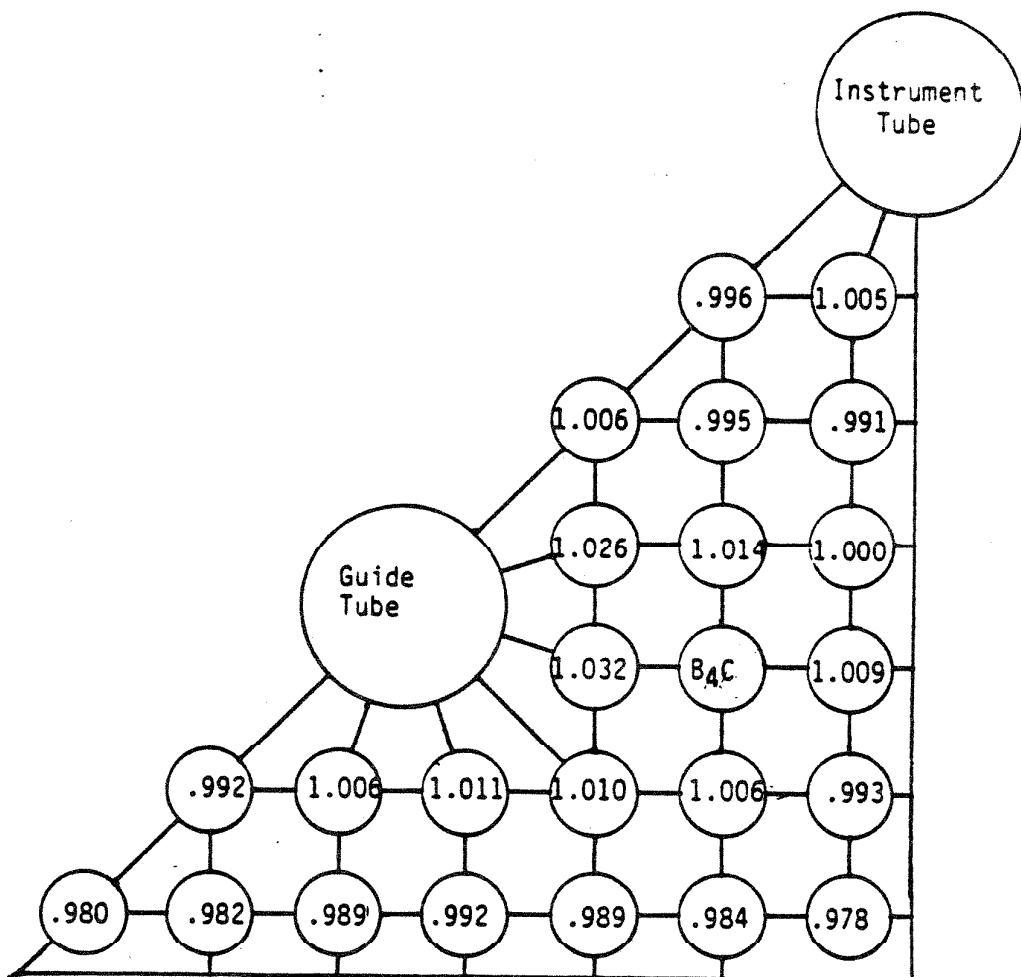 Instrument
Tube
.996 1.005
1.006 .995 .991
1.026 1.014 1.000
Guide
Tube
1.032 B4C 1.009
.992 1.006 1.011 1.010 1.006 .993
.980 .982 .989 .992 .989 .984 .978